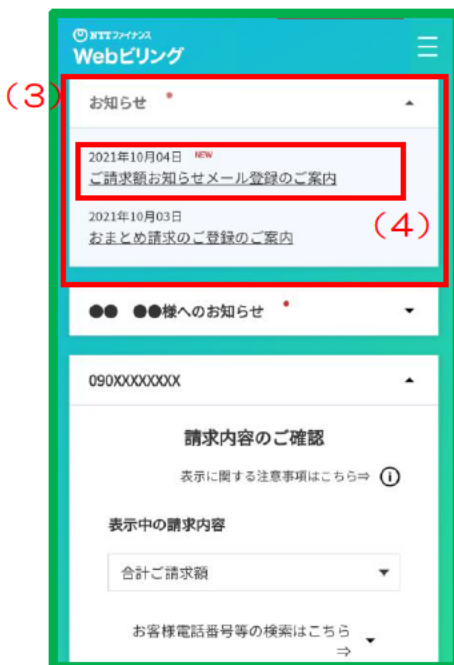 NTTファイナンス
Webビリング
(3)
お知らせ
2021年10月04日 NEW
ご請求額お知らせメール登録のご案内
2021年10月03日
おまとめ請求のご登録のご案内
(4)
●● ●●様へのお知らせ
090XXXXXXXX
請求内容のご確認
表示に関する注意事項はこちら⇒ i
表示中の請求内容
合計ご請求額
お客様電話番号等の検索はこちら
⇒